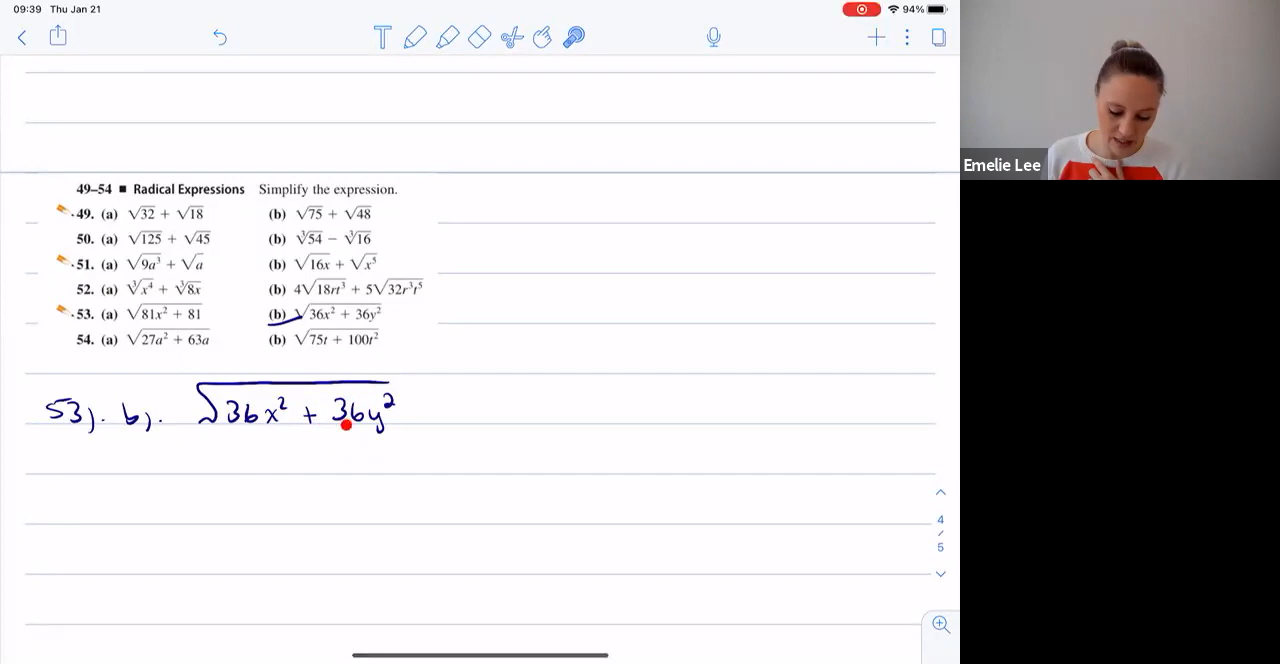 09:39 Thu Jan 21
94%
T
Emelie Lee
49–54 ■ Radical Expressions Simplify the expression.
49. (a) √32 + √18 (b) √75 + √48
50. (a) √125 + √45 (b) ∛54 − ∛16
51. (a) √9a³ + √a (b) √16x + √x⁵
52. (a) ∛x⁴ + ∛8x (b) 4√18rt³ + 5√32r³t⁵
53. (a) √81x² + 81 (b) √36x² + 36y²
54. (a) √27a² + 63a (b) √75t + 100t²
53). b). √36x² + 36y²
4
/
5